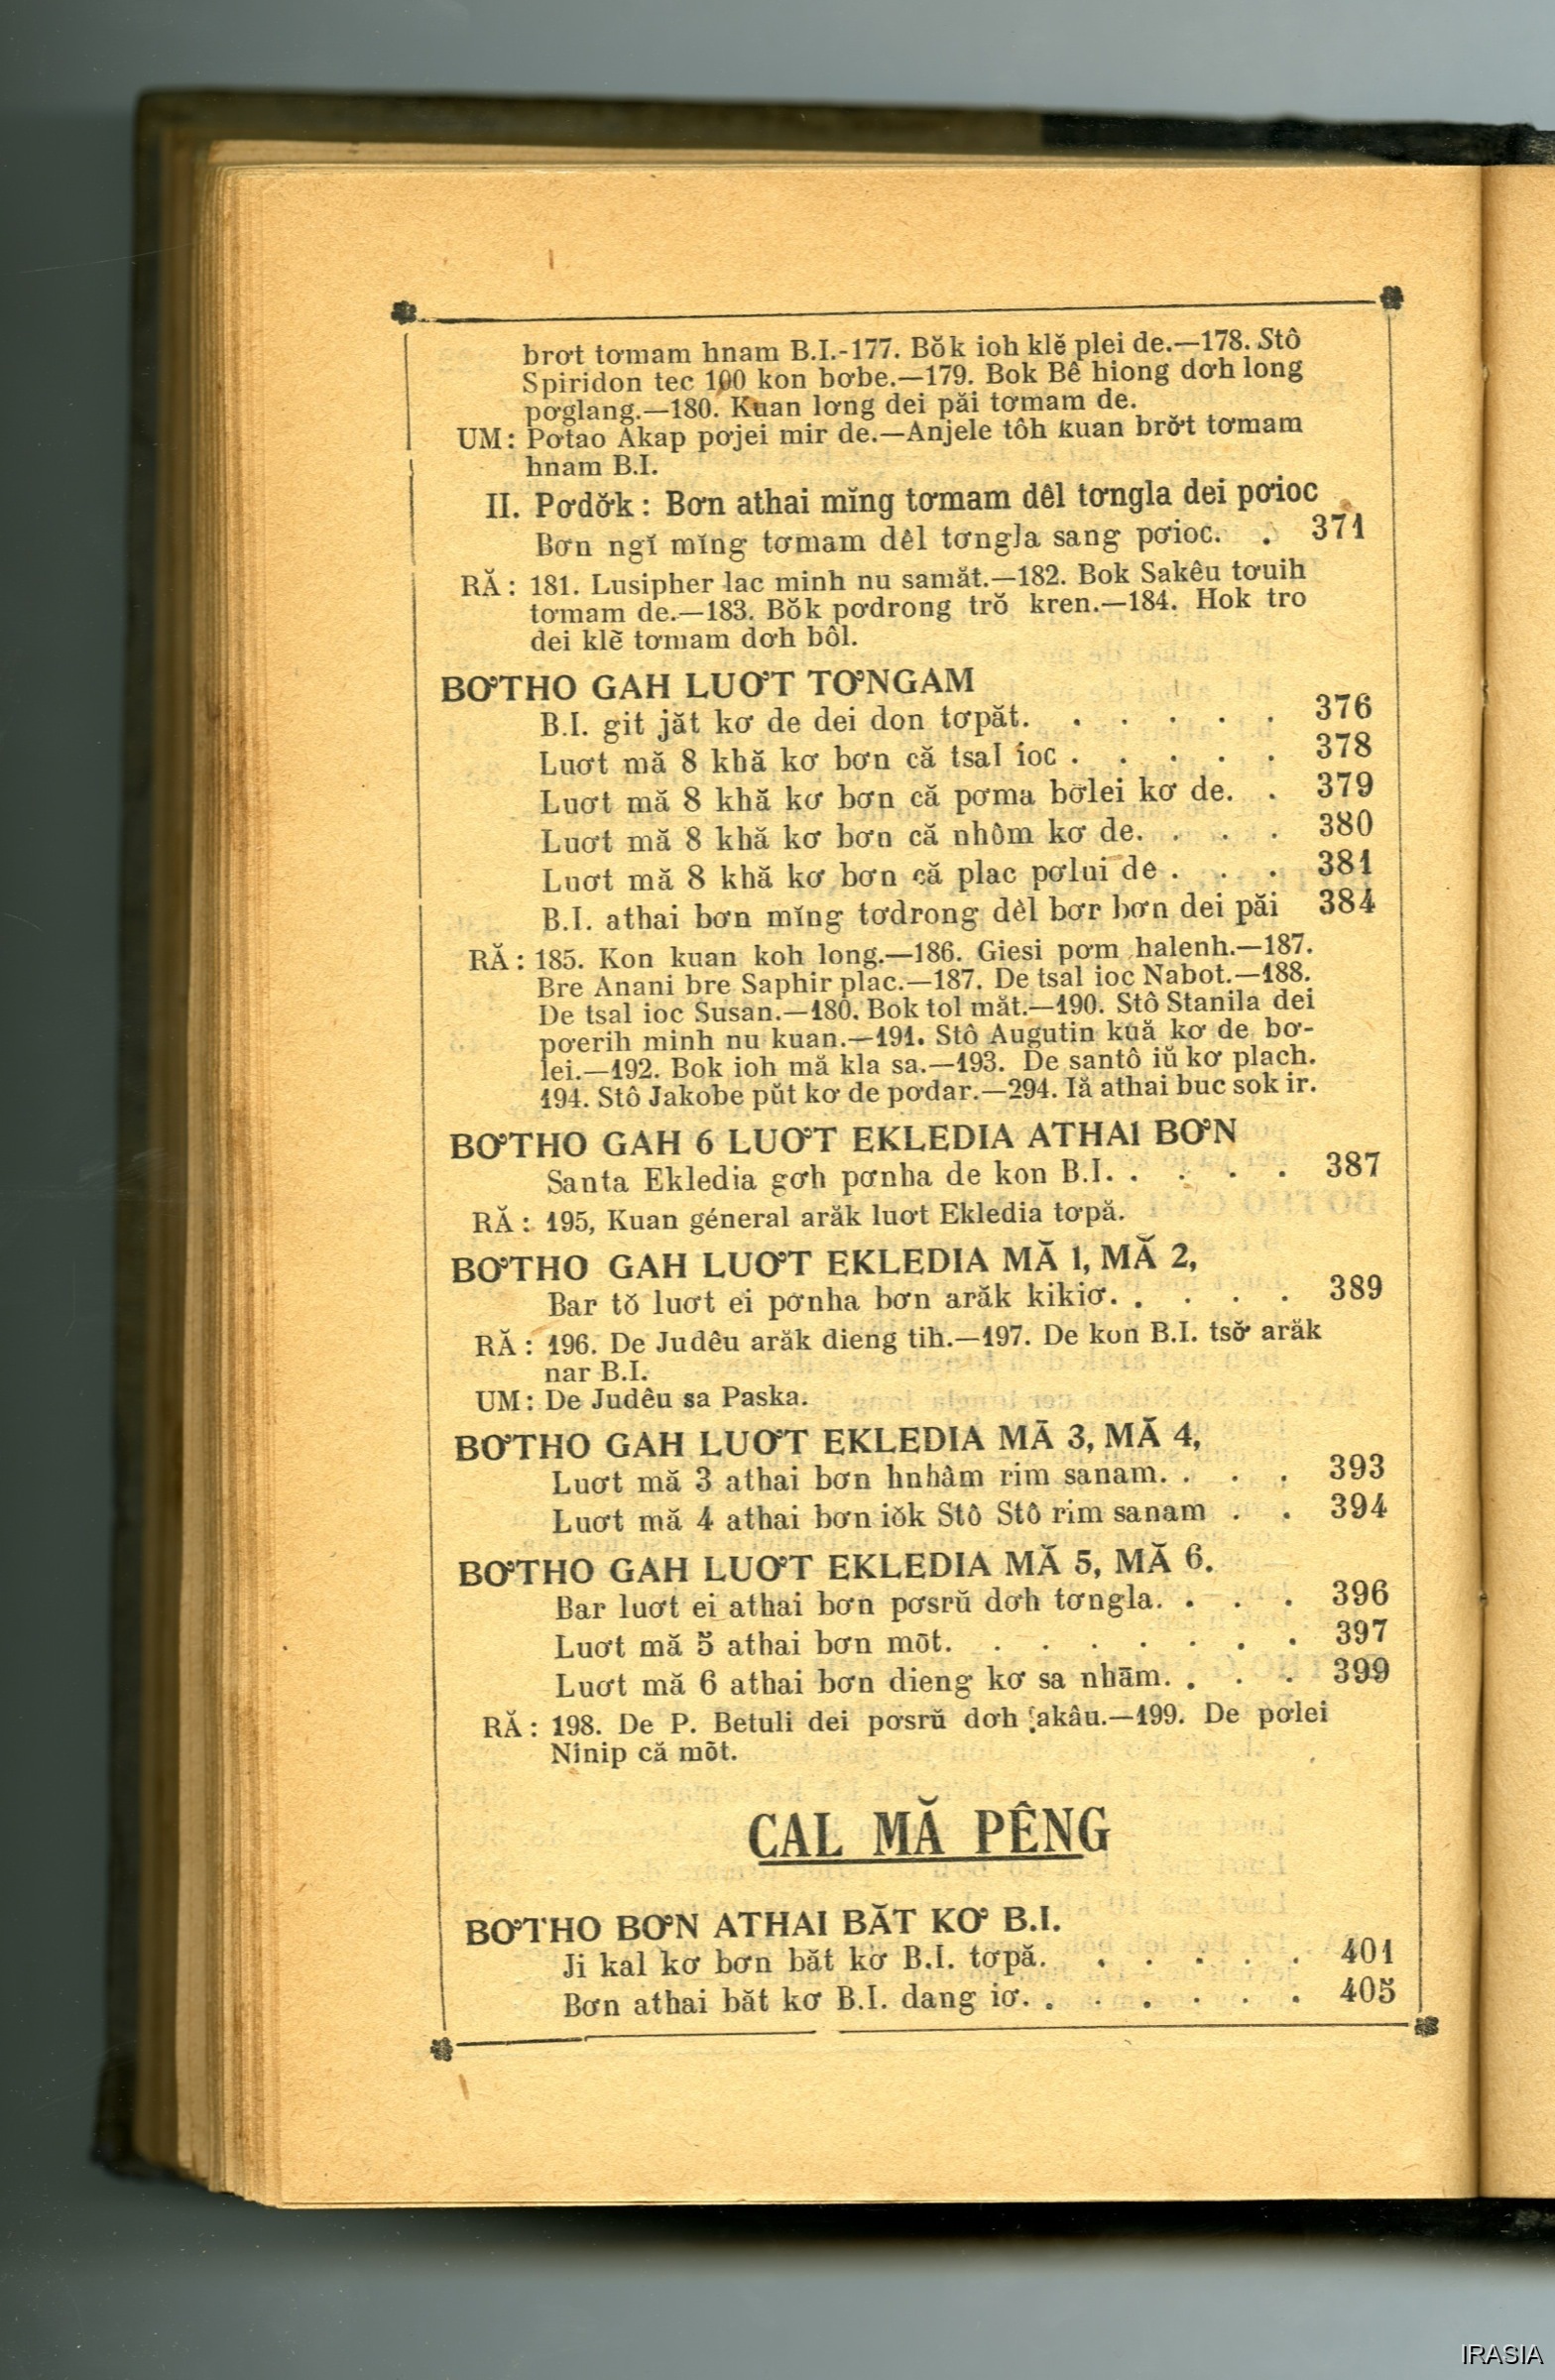 brơt tơmam hnam B.I.-177. Bŏk ioh klĕ plei de.—178. Stô
Spiridon tec 100 kon bơbe.—179. Bok Bê hiong dơh long
pơglang.—180. Kuan lơng dei păi tơmam de.
UM: Pơtao Akap pơjei mir de.—Anjele tôh kuan brơ̆t tơmam
hnam B.I.
II. Pơdơ̆k : Bơn athai mĭng tơmam dêl tơngla dei pơioc
Bơn ngĭ mĭng tơmam dêl tơngla sang pơioc. . 371
RĂ : 181. Lusipher lac minh nu samăt.—182. Bok Sakêu tơuih
tơmam de.—183. Bŏk pơdrong trŏ kren.—184. Hok tro
dei klĕ tơmam dơh bôl.
BƠTHO GAH LUƠT TƠNGAM
B.I. git jăt kơ de dei don tơpăt. . . . . . 376
Luơt mă 8 khă kơ bơn că tsal ioc . . . . . 378
Luơt mă 8 khă kơ bơn că pơma bơlei kơ de. . 379
Luơt mă 8 khă kơ bơn că nhôm kơ de. . . . 380
Luơt mă 8 khă kơ bơn că plac pơlui de . . . 381
B.I. athai bơn mĭng tơdrong dêl bơr bơn dei păi 384
RĂ : 185. Kon kuan koh long.—186. Giesi pơm halenh.—187.
Bre Anani bre Saphir plac.—187. De tsal ioc Nabot.—188.
De tsal ioc Susan.—180. Bok tol măt.—190. Stô Stanila dei
pơerih minh nu kuan.—191. Stô Augutin kuă kơ de bơ-
lei.—192. Bok ioh mă kla sa.—193. De santô iŭ kơ plach.
194. Stô Jakobe pŭt kơ de pơdar.—294. Iă athai buc sok ir.
BƠTHO GAH 6 LUƠT EKLEDIA ATHAI BƠN
Santa Ekledia gơh pơnha de kon B.I. . . . . 387
RĂ : 195, Kuan géneral arăk luơt Ekledia tơpă.
BƠTHO GAH LUƠT EKLEDIA MĂ 1, MĂ 2,
Bar tŏ luơt ei pơnha bơn arăk kikiơ. . . . . 389
RĂ : 196. De Judêu arăk dieng tih.—197. De kon B.I. tsơ̆ arăk
nar B.I.
UM : De Judêu sa Paska.
BƠTHO GAH LUƠT EKLEDIA MĂ 3, MĂ 4,
Luơt mă 3 athai bơn hnhâm rim sanam. . . . 393
Luơt mă 4 athai bơn iŏk Stô Stô rim sanam . . 394
BƠTHO GAH LUƠT EKLEDIA MĂ 5, MĂ 6.
Bar luơt ei athai bơn pơsrŭ dơh tơngla. . . . 396
Luơt mă 5 athai bơn mōt. . . . . . . . 397
Luơt mă 6 athai bơn dieng kơ sa nhām. . . . 399
RĂ : 198. De P. Betuli dei pơsrŭ dơh akâu.—199. De pơlei
Ninip că mōt.
CAL MĂ PÊNG
BƠTHO BƠN ATHAI BĂT KƠ B.I.
Ji kal kơ bơn băt kơ B.I. tơpă. . . . . . 401
Bơn athai băt kơ B.I. dang iơ. . . . . . . 405
IRASIA